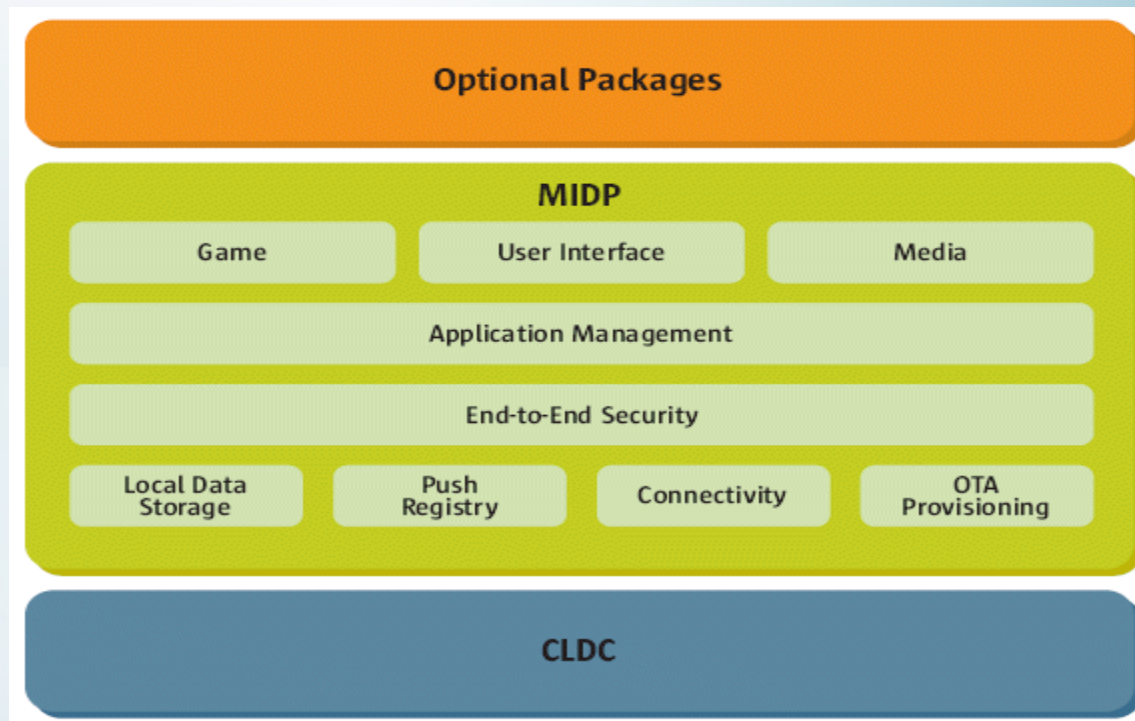 Optional Packages
MIDP
Game
User Interface
Media
Application Management
End-to-End Security
Local Data
Storage
Push
Registry
Connectivity
OTA
Provisioning
CLDC